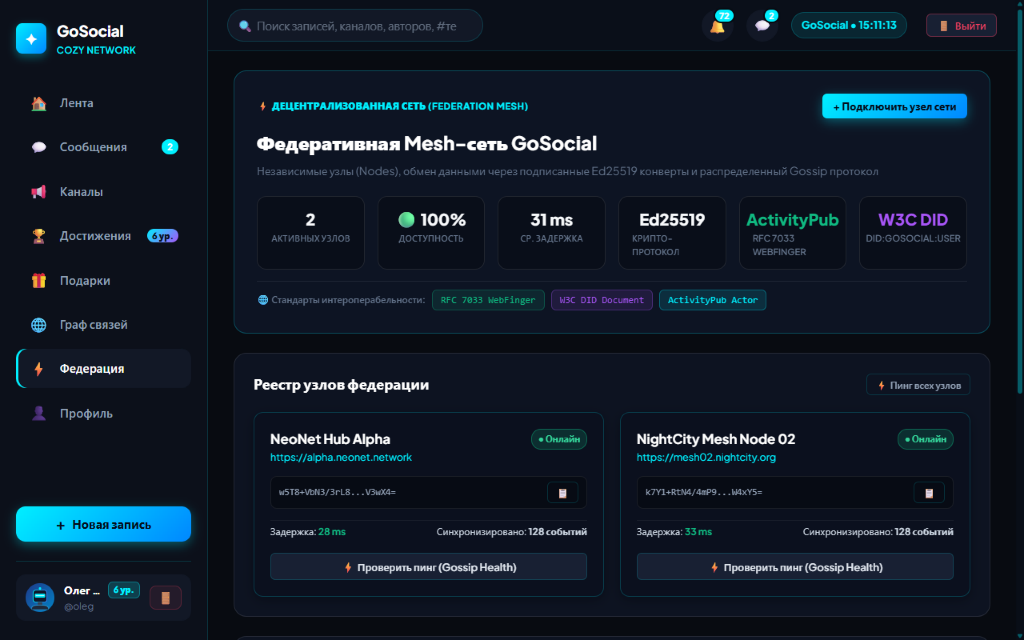 GoSocial
COZY NETWORK
Поиск записей, каналов, авторов, #те
72
2
GoSocial • 15:11:13
Выйти
Лента
Сообщения 2
Каналы
Достижения 6 ур.
Подарки
Граф связей
Федерация
Профиль
+ Новая запись
Олег ... 6 ур.
@oleg
ДЕЦЕНТРАЛИЗОВАННАЯ СЕТЬ (FEDERATION MESH)
+ Подключить узел сети
Федеративная Mesh-сеть GoSocial
Независимые узлы (Nodes), обмен данными через подписанные Ed25519 конверты и распределенный Gossip протокол
2
АКТИВНЫХ УЗЛОВ
100%
ДОСТУПНОСТЬ
31 ms
СР. ЗАДЕРЖКА
Ed25519
КРИПТО-
ПРОТОКОЛ
ActivityPub
RFC 7033
WEBFINGER
W3C DID
DID:GOSOCIAL:USER
Стандарты интероперабельности: RFC 7033 WebFinger W3C DID Document ActivityPub Actor
Реестр узлов федерации
Пинг всех узлов
NeoNet Hub Alpha
• Онлайн
https://alpha.neonet.network
w5T8+VbN3/3rL8...V3wX4=
Задержка: 28 ms
Синхронизировано: 128 событий
Проверить пинг (Gossip Health)
NightCity Mesh Node 02
• Онлайн
https://mesh02.nightcity.org
k7Y1+RtN4/4mP9...W4xY5=
Задержка: 33 ms
Синхронизировано: 128 событий
Проверить пинг (Gossip Health)